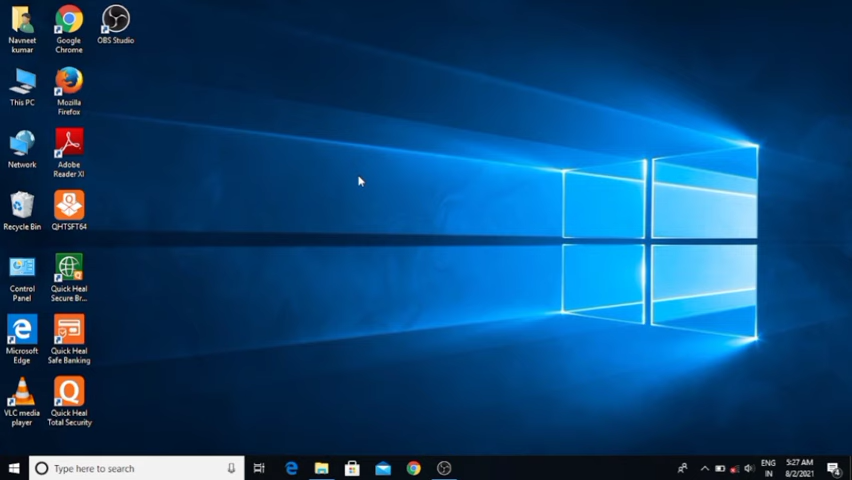 Navneet
kumar
Google
Chrome
OBS Studio
This PC
Mozilla
Firefox
Network
Adobe
Reader XI
Recycle Bin
QHTSFT64
Control
Panel
Quick Heal
Secure Br...
Microsoft
Edge
Quick Heal
Safe Banking
VLC media
player
Quick Heal
Total Security
Type here to search
ENG
IN
5:27 AM
8/2/2021
4